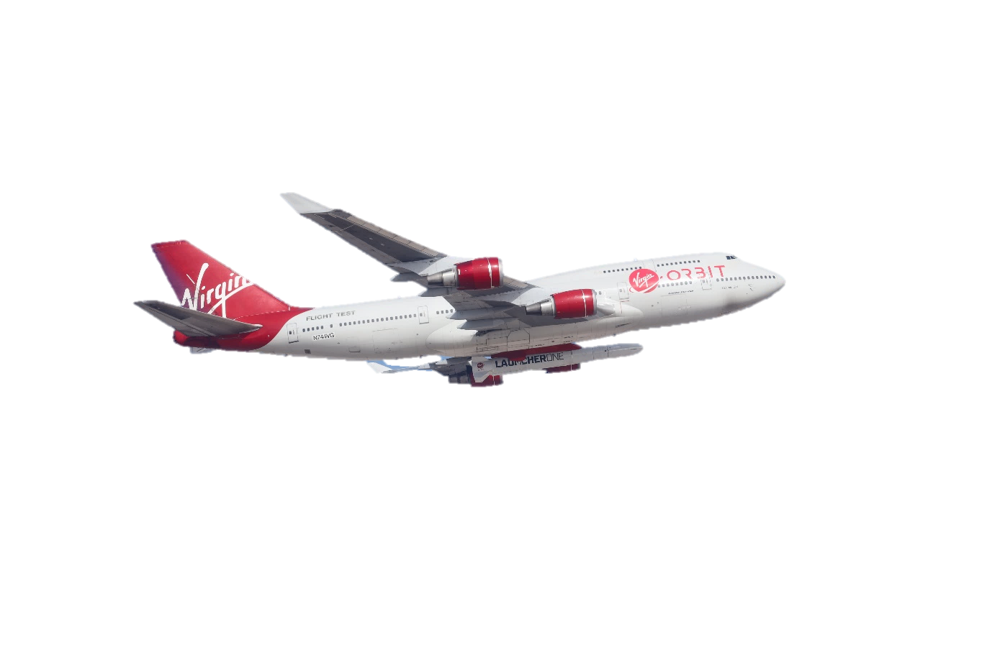 Virgin
FLIGHT TEST
N744VG
Virgin ORBIT
LAUNCHERONE